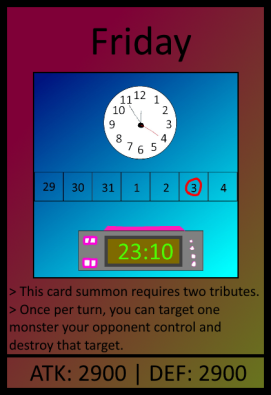 Friday
12
11 1
10 2
9 3
8 4
7 5
6
29 30 31 1 2 3 4
23:10
> This card summon requires two tributes.
> Once per turn, you can target one
monster your opponent control and
destroy that target.
ATK: 2900 | DEF: 2900